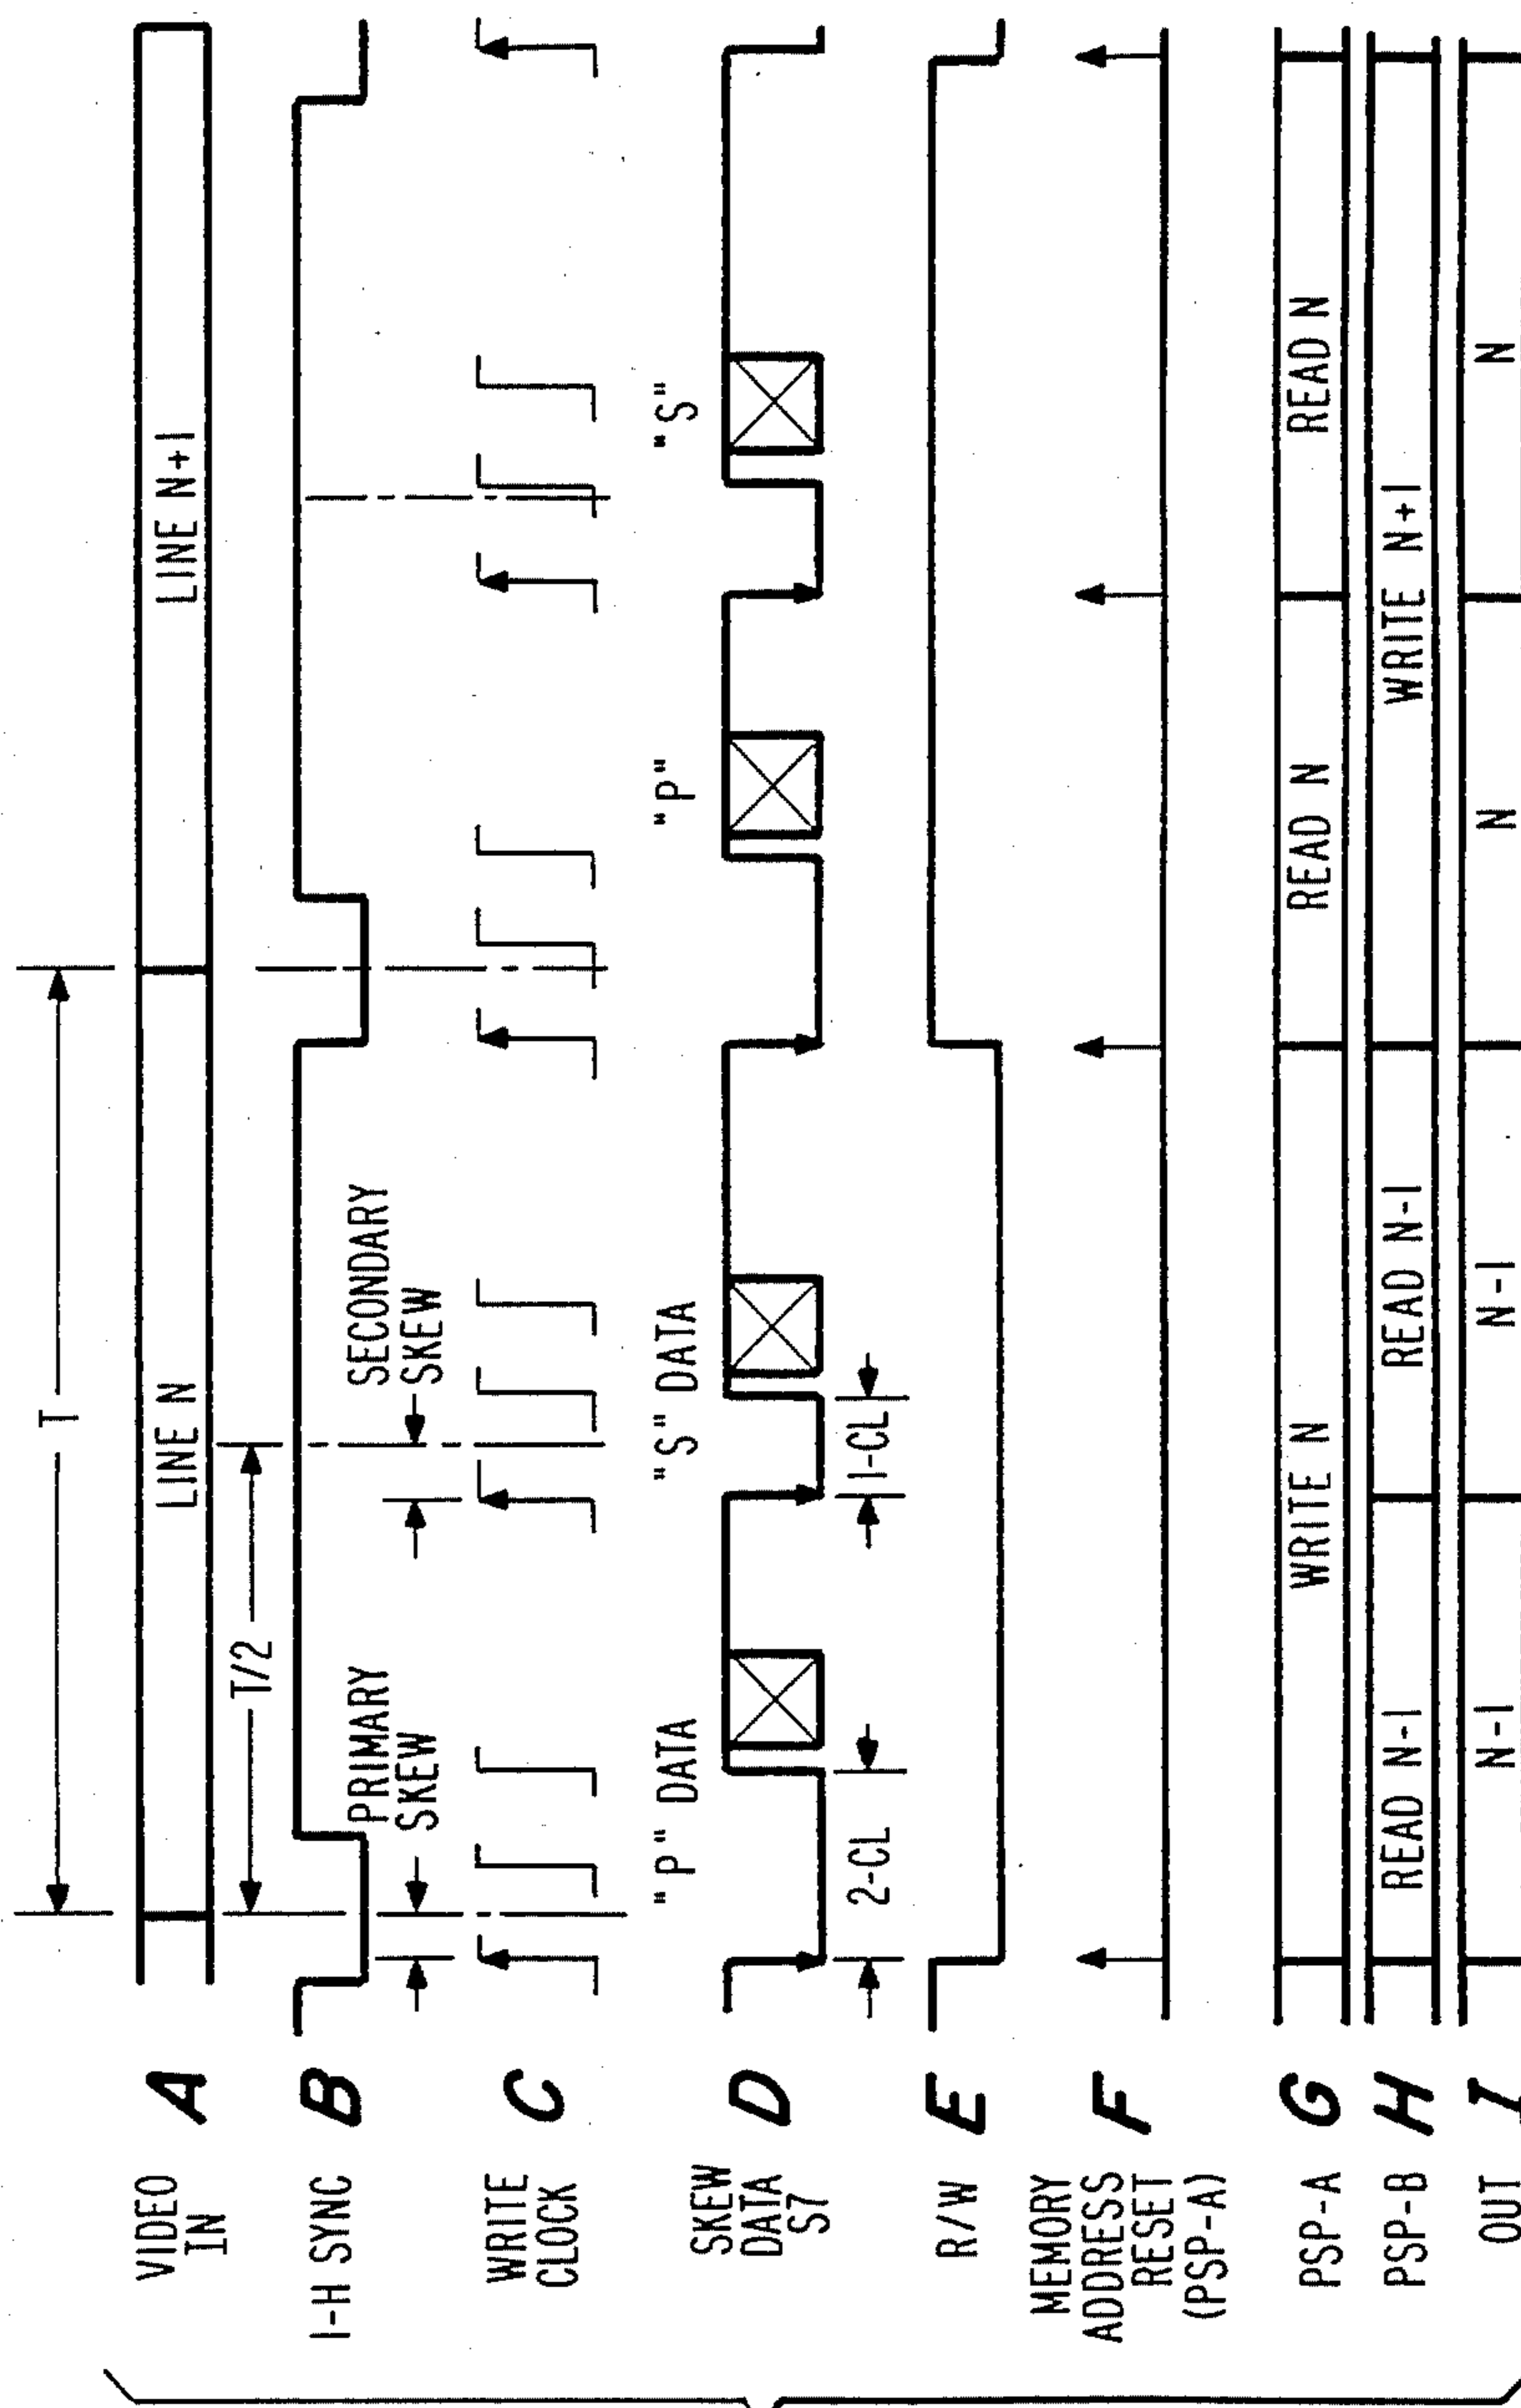 T
VIDEO
IN
A
LINE N
LINE N+1
T/2
1-H SYNC
B
PRIMARY
SKEW
SECONDARY
SKEW
WRITE
CLOCK
C
"P" DATA
"S" DATA
"P"
"S"
SKEW
DATA
S7
D
2-CL
1-CL
R/W
E
MEMORY
ADDRESS
RESET
(PSP-A)
F
PSP-A
G
WRITE N
READ N
READ N
PSP-B
H
READ N-1
READ N-1
WRITE N+1
OUT
I
N-1
N-1
N
N